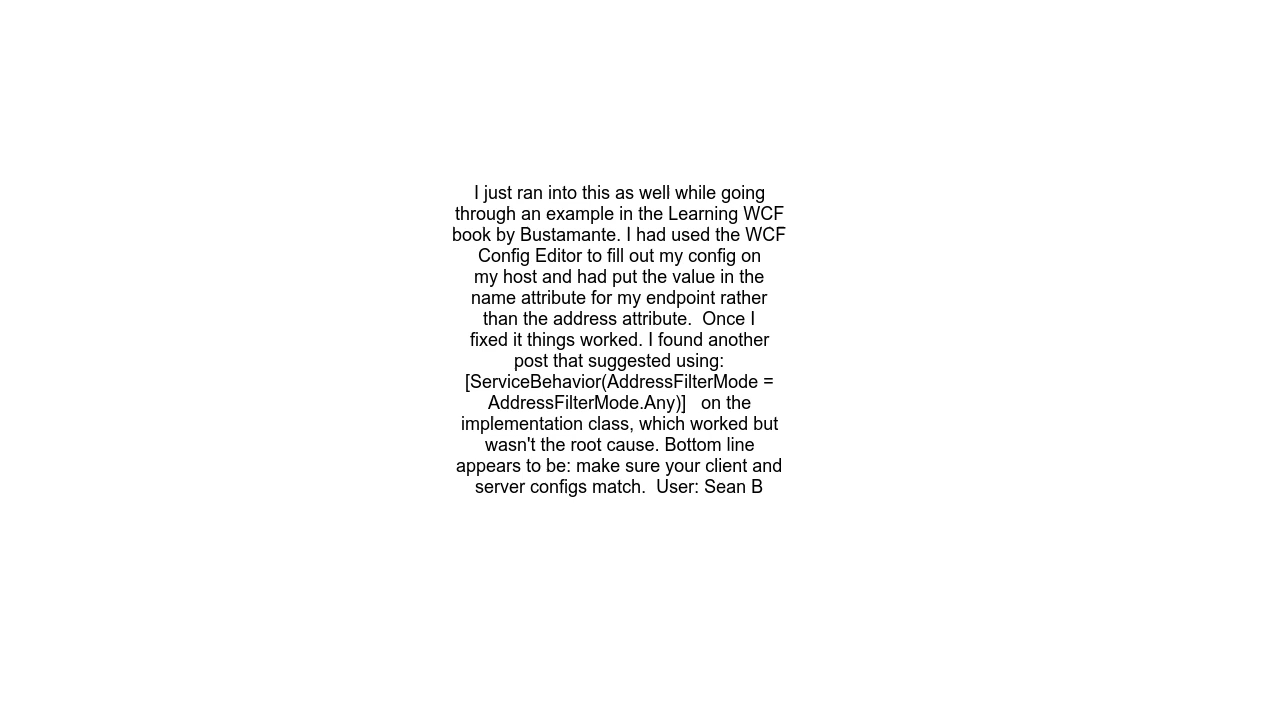 I just ran into this as well while going
through an example in the Learning WCF
book by Bustamante. I had used the WCF
Config Editor to fill out my config on
my host and had put the value in the
name attribute for my endpoint rather
than the address attribute.  Once I
fixed it things worked. I found another
post that suggested using:
[ServiceBehavior(AddressFilterMode =
AddressFilterMode.Any)]   on the
implementation class, which worked but
wasn't the root cause. Bottom line
appears to be: make sure your client and
server configs match.  User: Sean B